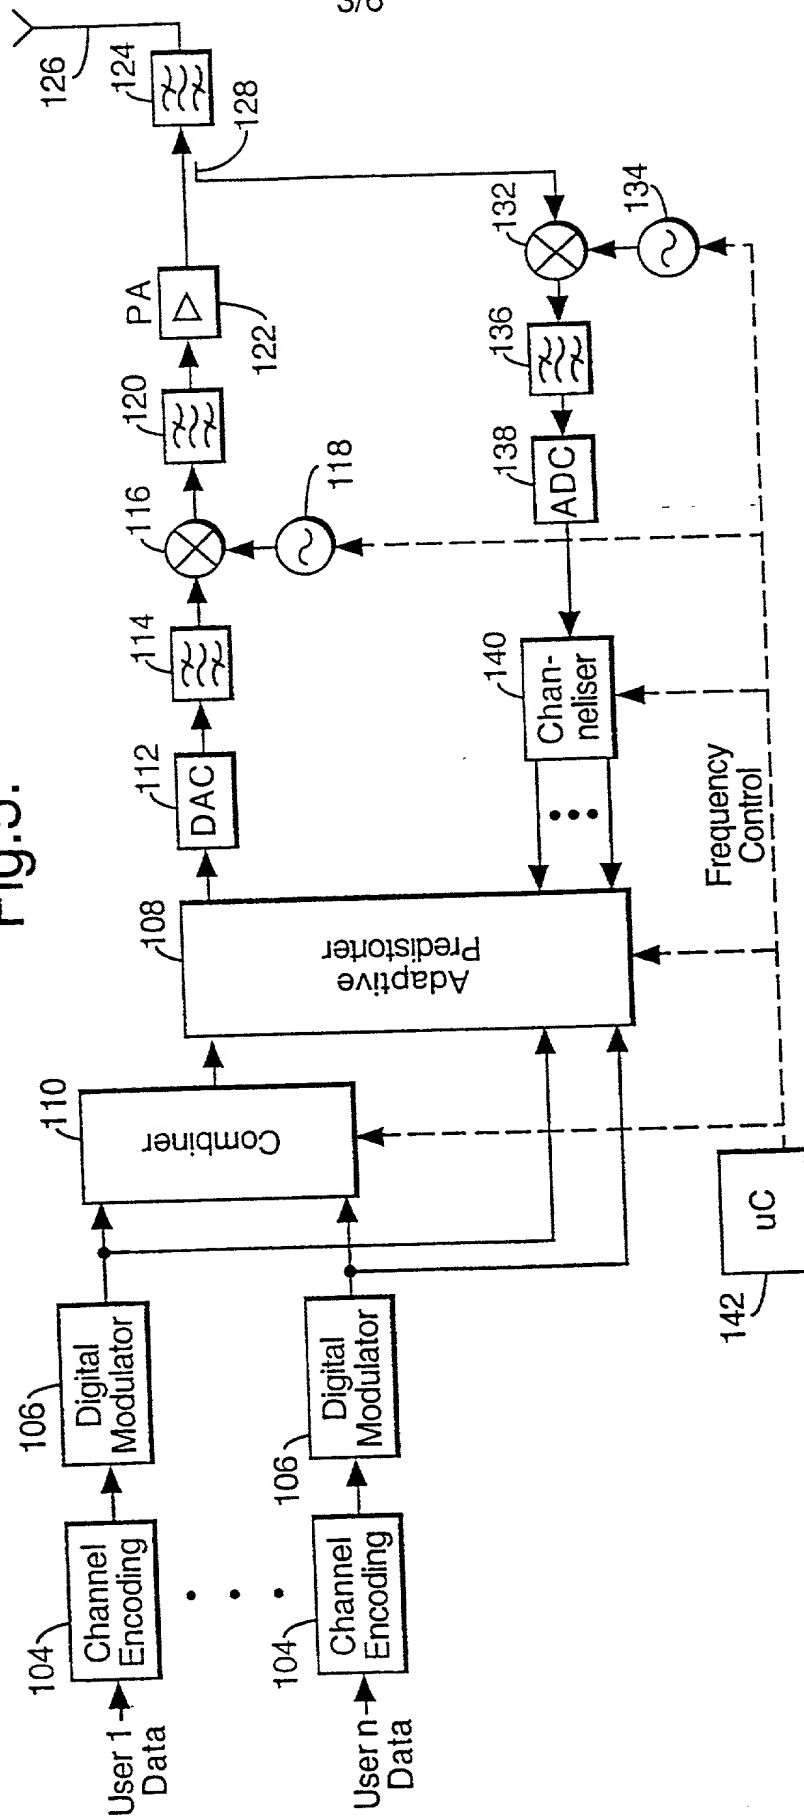 3/6
Fig.5.
126
124
128
PA
122
120
116
118
114
112
DAC
132
134
136
138
ADC
140
Chan-
neliser
Frequency
Control
108
Adaptive
Predistorter
110
Combiner
106
Digital
Modulator
106
Digital
Modulator
104
Channel
Encoding
104
Channel
Encoding
User 1
Data
User n
Data
uC
142